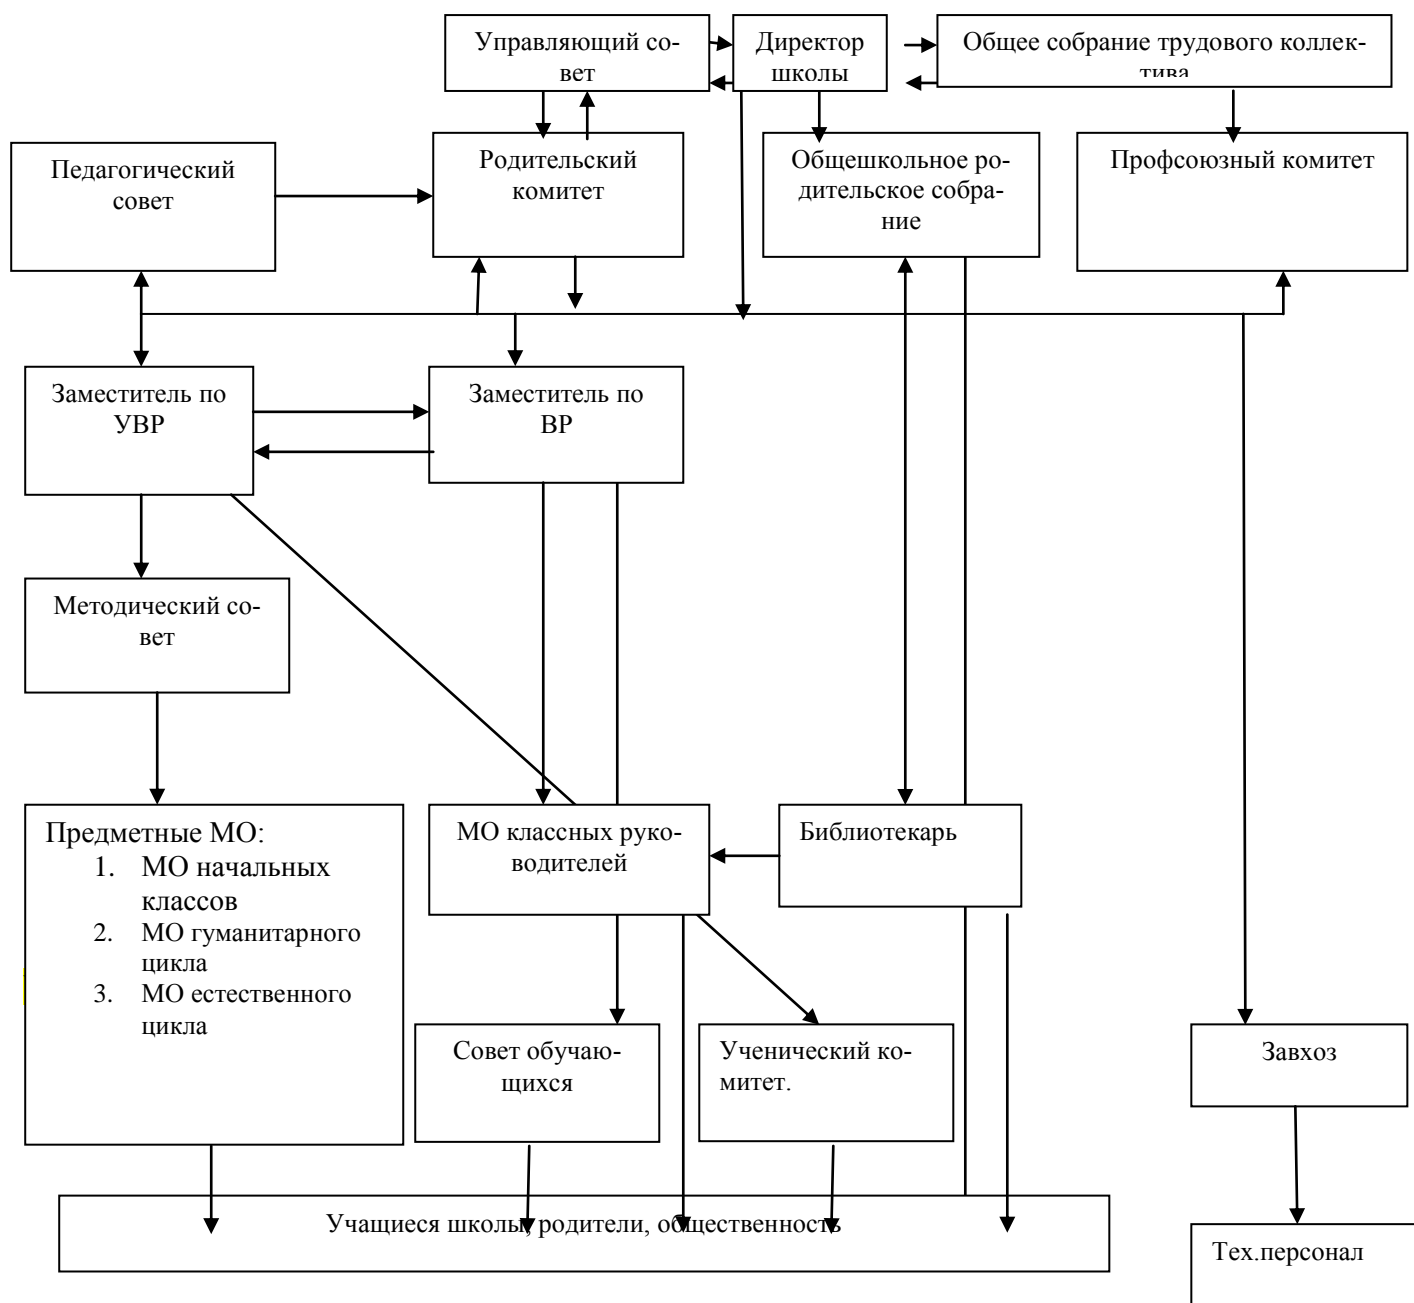 Управляющий со-
вет
Директор
школы
Общее собрание трудового коллек-
тива
Педагогический
совет
Родительский
комитет
Общешкольное ро-
дительское собра-
ние
Профсоюзный комитет
Заместитель по
УВР
Заместитель по
ВР
Методический со-
вет
Предметные МО:
1. МО начальных
классов
2. МО гуманитарного
цикла
3. МО естественного
цикла
МО классных руко-
водителей
Библиотекарь
Совет обучаю-
щихся
Ученический ко-
митет.
Завхоз
Учащиеся школы, родители, общественность
Тех.персонал